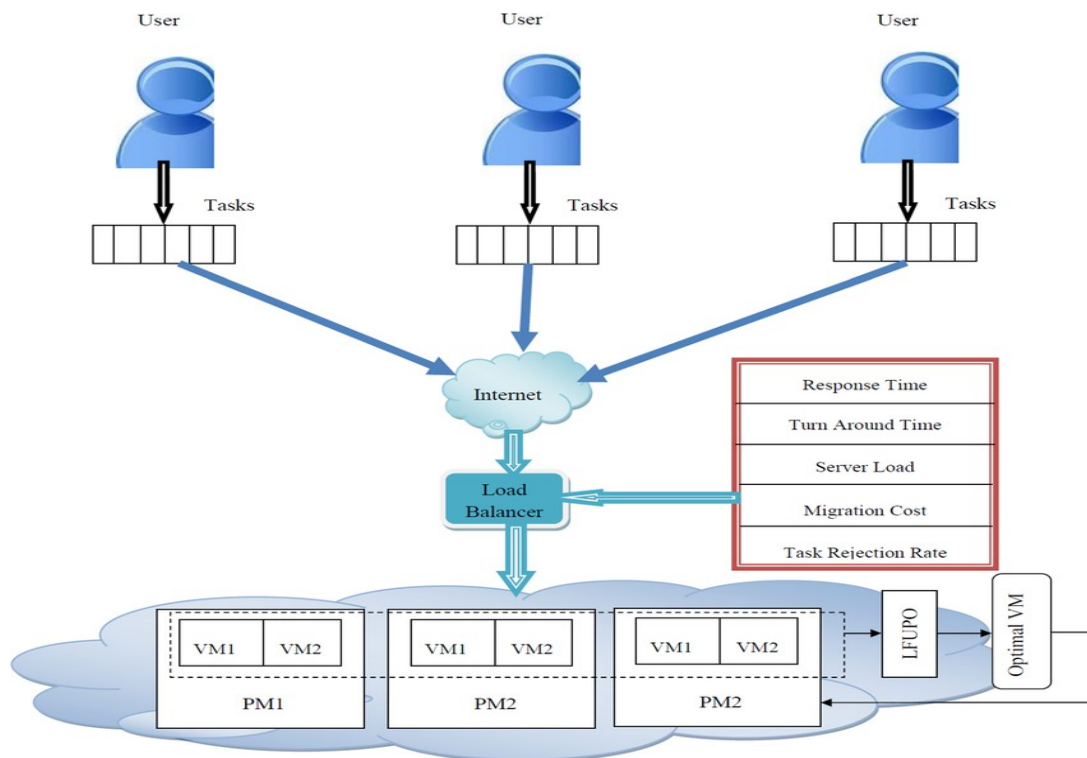 User
User
User
Tasks
Tasks
Tasks
Internet
Response Time
Turn Around Time
Server Load
Migration Cost
Task Rejection Rate
Load
Balancer
VM1
VM2
VM1
VM2
VM1
VM2
PM1
PM2
PM2
LFUPO
Optimal VM